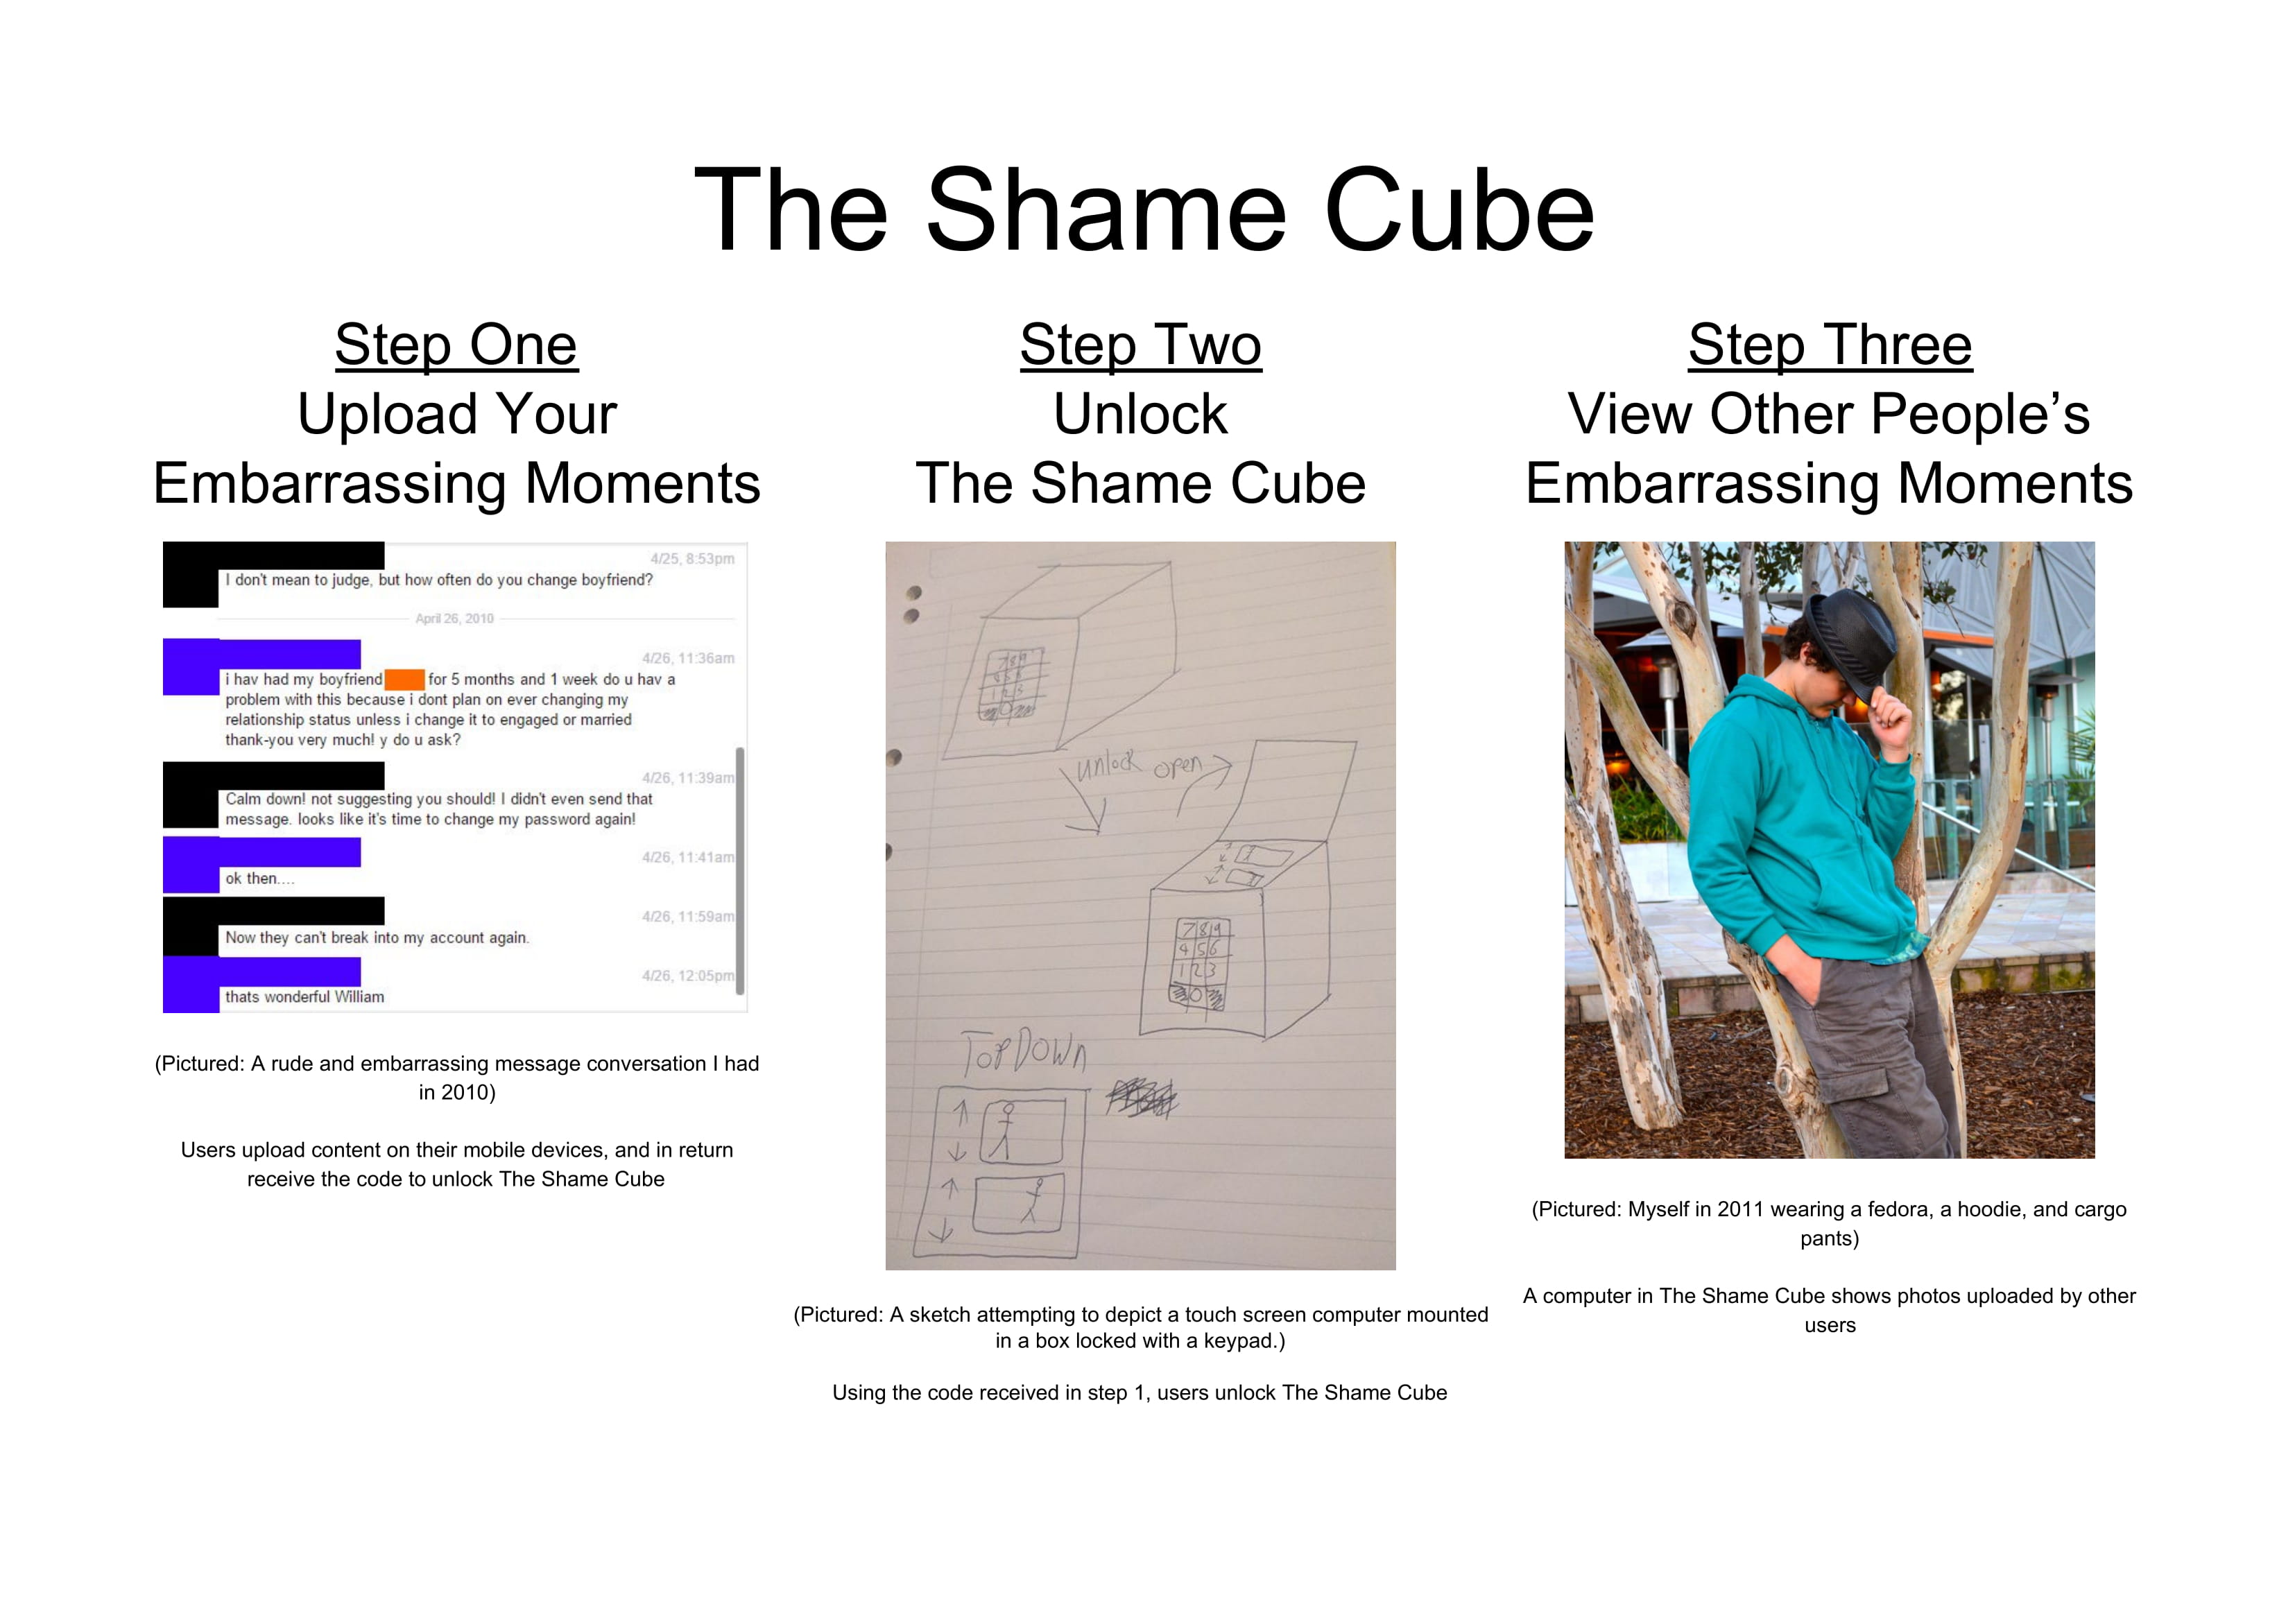 The Shame Cube
Step One
Upload Your
Embarrassing Moments
4/25, 8:53pm
I don't mean to judge, but how often do you change boyfriend?
April 26, 2010
4/26, 11:36am
i hav had my boyfriend for 5 months and 1 week do u hav a
problem with this because i dont plan on ever changing my
relationship status unless i change it to engaged or married
thank-you very much! y do u ask?
4/26, 11:39am
Calm down! not suggesting you should! I didn't even send that
message. looks like it's time to change my password again!
4/26, 11:41am
ok then....
4/26, 11:59am
Now they can't break into my account again.
4/26, 12:05pm
thats wonderful William
(Pictured: A rude and embarrassing message conversation I had
in 2010)
Users upload content on their mobile devices, and in return
receive the code to unlock The Shame Cube
Step Two
Unlock
The Shame Cube
7 8 9
4 5 6
1 2 3
0
unlock open
7 8 9
4 5 6
1 2 3
0
TOPDOWN
(Pictured: A sketch attempting to depict a touch screen computer mounted
in a box locked with a keypad.)
Using the code received in step 1, users unlock The Shame Cube
Step Three
View Other People's
Embarrassing Moments
(Pictured: Myself in 2011 wearing a fedora, a hoodie, and cargo
pants)
A computer in The Shame Cube shows photos uploaded by other
users